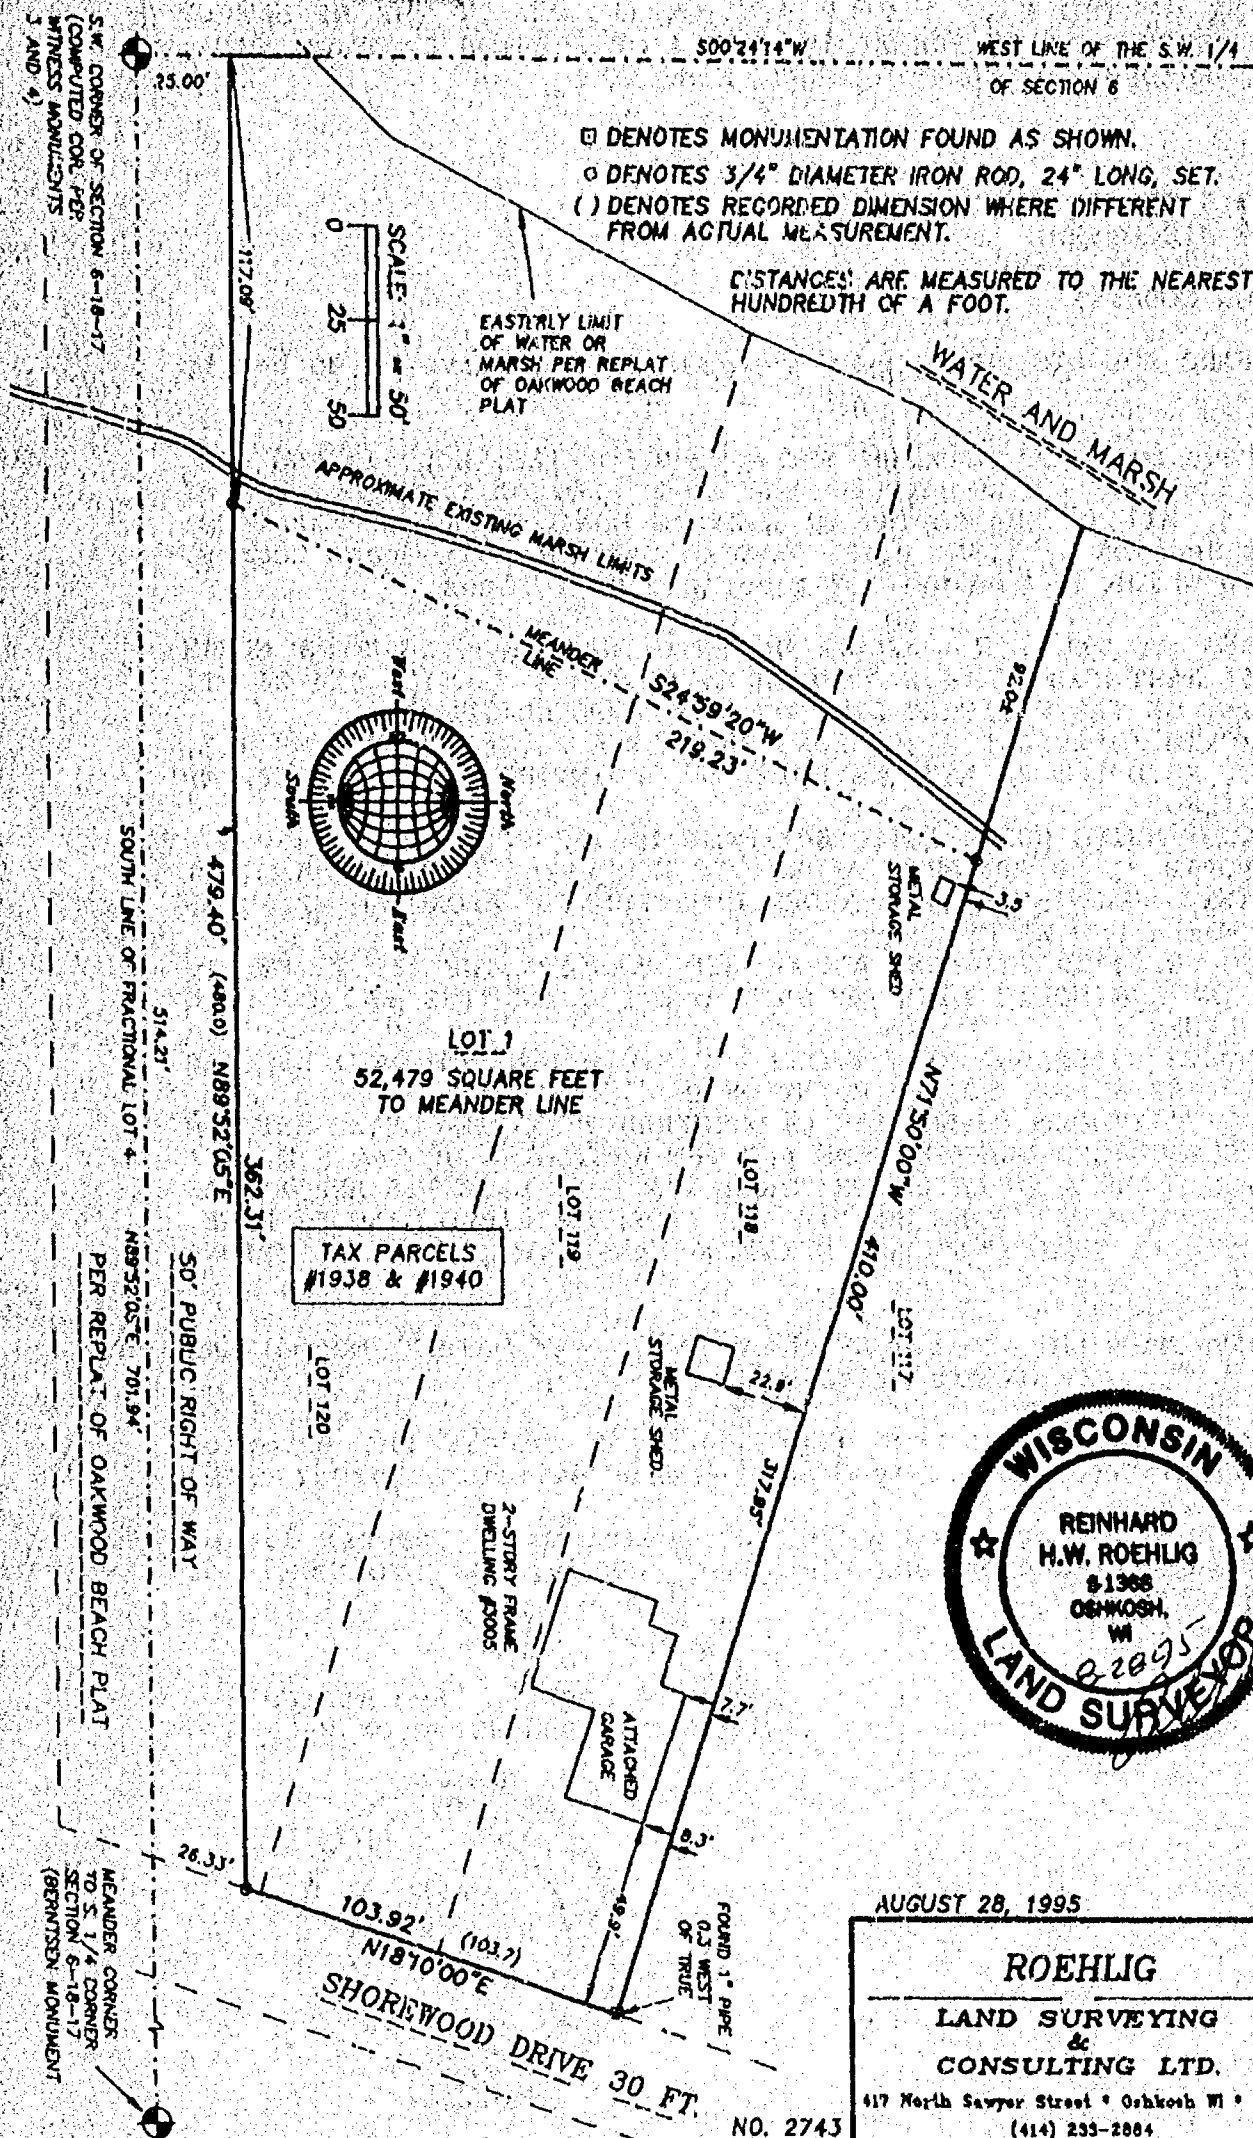 S00°24'14"W
WEST LINE OF THE S.W. 1/4
OF SECTION 6
25.00'
S.W. CORNER OF SECTION 6-18-17
(COMPUTED COR. PER
WITNESS MONUMENTS
3 AND 4)
DENOTES MONUMENTATION FOUND AS SHOWN.
DENOTES 3/4" DIAMETER IRON ROD, 24" LONG, SET.
( ) DENOTES RECORDED DIMENSION WHERE DIFFERENT
FROM ACTUAL MEASUREMENT.
DISTANCES ARE MEASURED TO THE NEAREST
HUNDREDTH OF A FOOT.
117.09'
SCALE: 1" = 50'
0 25 50
EASTERLY LIMIT
OF WATER OR
MARSH PER REPLAT
OF OAKWOOD BEACH
PLAT
WATER AND MARSH
APPROXIMATE EXISTING MARSH LIMITS
MEANDER
LINE
S24°59'20"W
219.23'
92.0±
West
North
South
East
METAL
STORAGE SHED
3.5
479.40' (480.0) N89°52'05"E
362.31'
514.27'
SOUTH LINE OF FRACTIONAL LOT 4 N89°52'05"E 701.94'
LOT 1
52,479 SQUARE FEET
TO MEANDER LINE
N71°50'00"W 410.00'
LOT 117
LOT 118
LOT 119
LOT 120
TAX PARCELS
#1938 & #1940
50' PUBLIC RIGHT OF WAY
PER REPLAT OF OAKWOOD BEACH PLAT
METAL
STORAGE SHED
22.8'
317.95'
2-STORY FRAME
DWELLING #5005
ATTACHED
GARAGE
7.7'
8.3'
49.9'
WISCONSIN
REINHARD
H.W. ROEHLIG
S-1368
OSHKOSH,
WI
LAND SURVEYOR
8-28-95
26.33'
103.92'
(103.7)
N18°10'00"E
FOUND 1" PIPE
0.3 WEST
OF TRUE
SHOREWOOD DRIVE 30 FT.
MEANDER CORNER
TO S. 1/4 CORNER
SECTION 6-18-17
(BERNTSEN MONUMENT
AUGUST 28, 1995
ROEHLIG
LAND SURVEYING
&
CONSULTING LTD.
417 North Sawyer Street * Oshkosh WI *
(414) 233-2884
NO. 2743